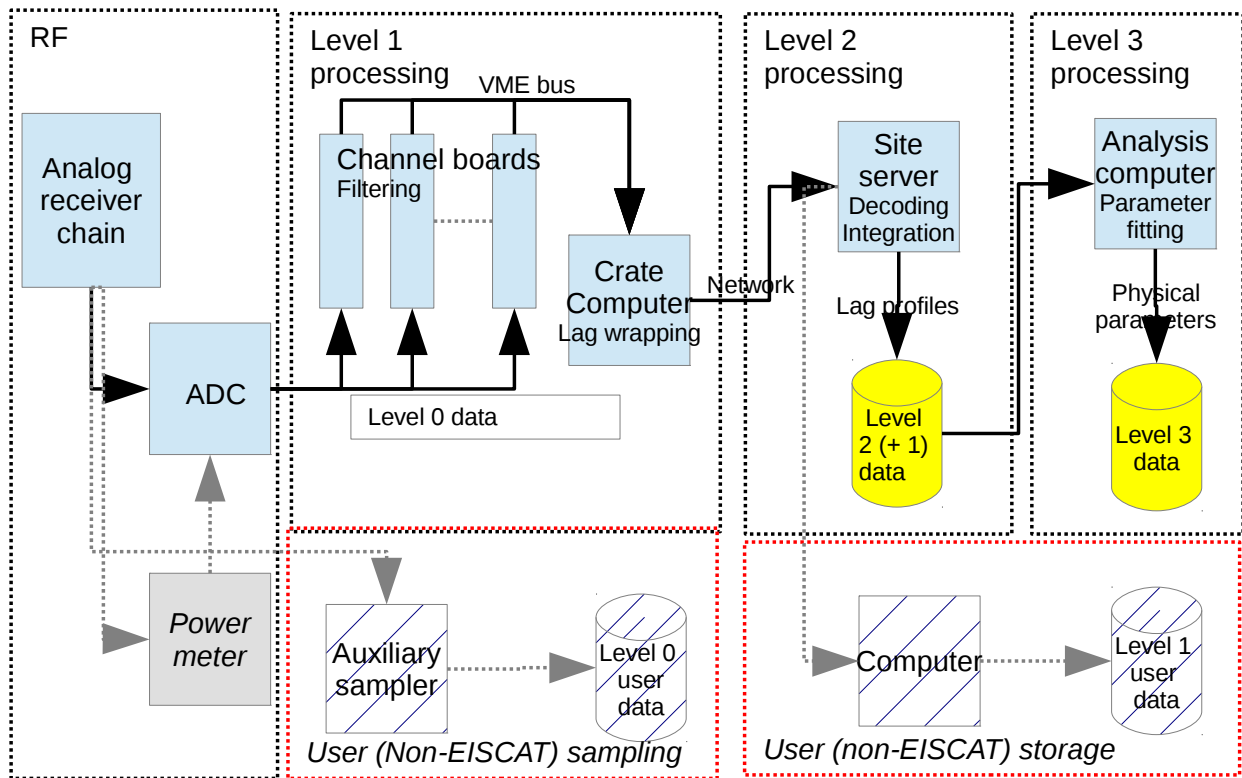 RF
Analog
receiver
chain
ADC
Power
meter
Level 1
processing
VME bus
Channel boards
Filtering
Crate
Computer
Lag wrapping
Level 0 data
Network
Level 2
processing
Site
server
Decoding
Integration
Lag profiles
Level
2 (+ 1)
data
Level 3
processing
Analysis
computer
Parameter
fitting
Physical
parameters
Level 3
data
Auxiliary
sampler
Level 0
user
data
User (Non-EISCAT) sampling
Computer
Level 1
user
data
User (non-EISCAT) storage